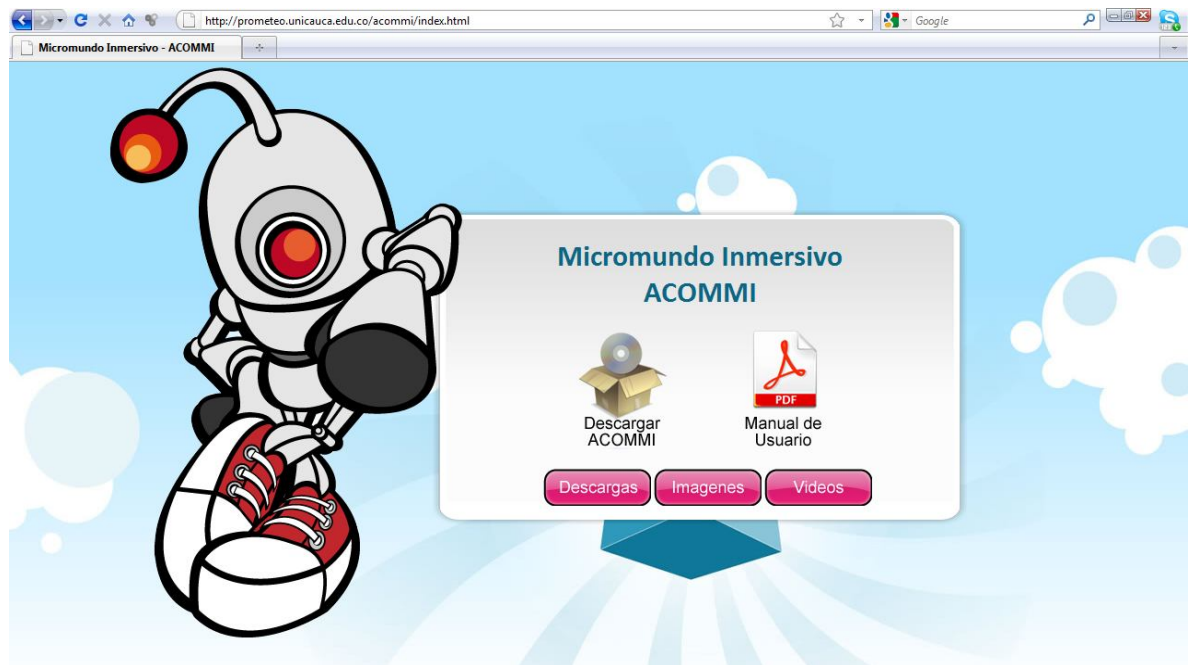 http://prometeo.unicauca.edu.co/acommi/index.html
Google
Micromundo Inmersivo - ACOMMI
Micromundo Inmersivo
ACOMMI
PDF
Descargar
ACOMMI
Manual de
Usuario
Descargas
Imagenes
Videos